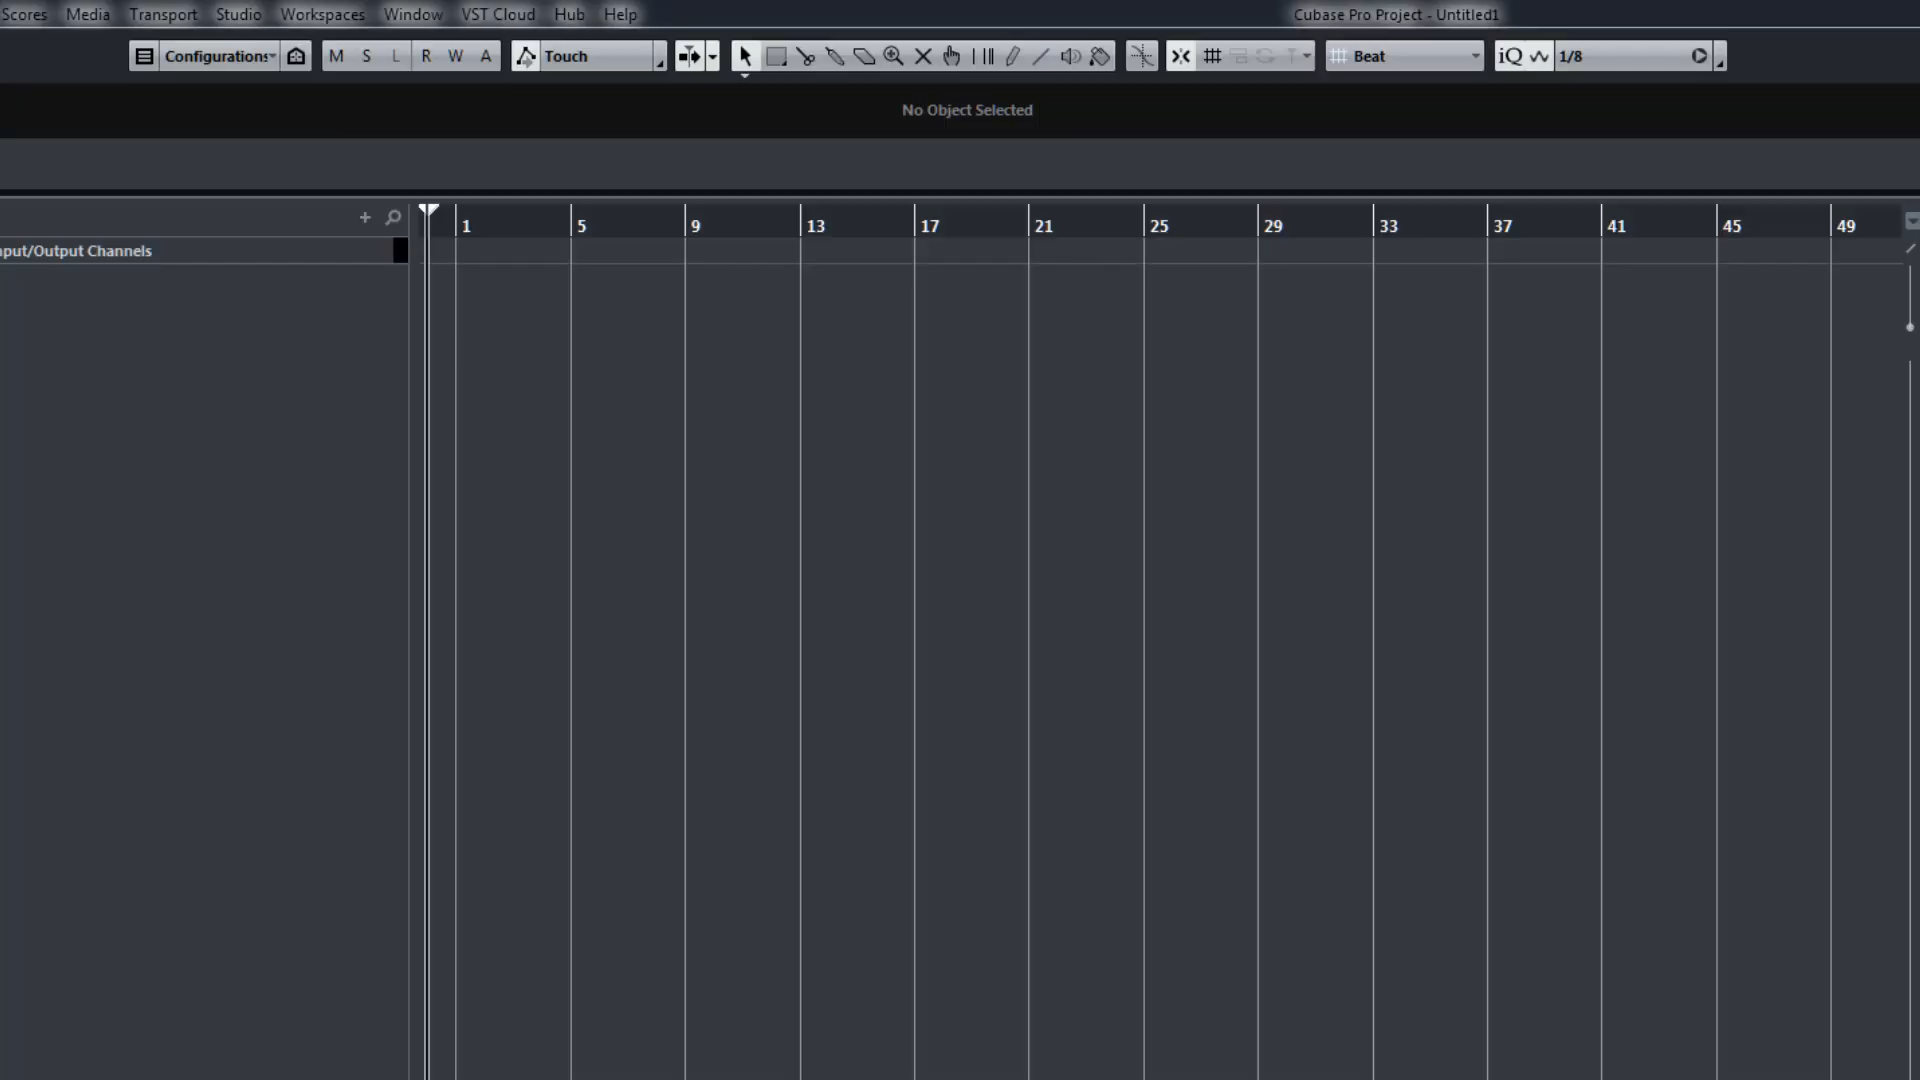 Scores Media Transport Studio Workspaces Window VST Cloud Hub Help Cubase Pro Project - Untitled1
Configurations M S L R W A Touch Beat iQ 1/8
No Object Selected
1 5 9 13 17 21 25 29 33 37 41 45 49
nput/Output Channels